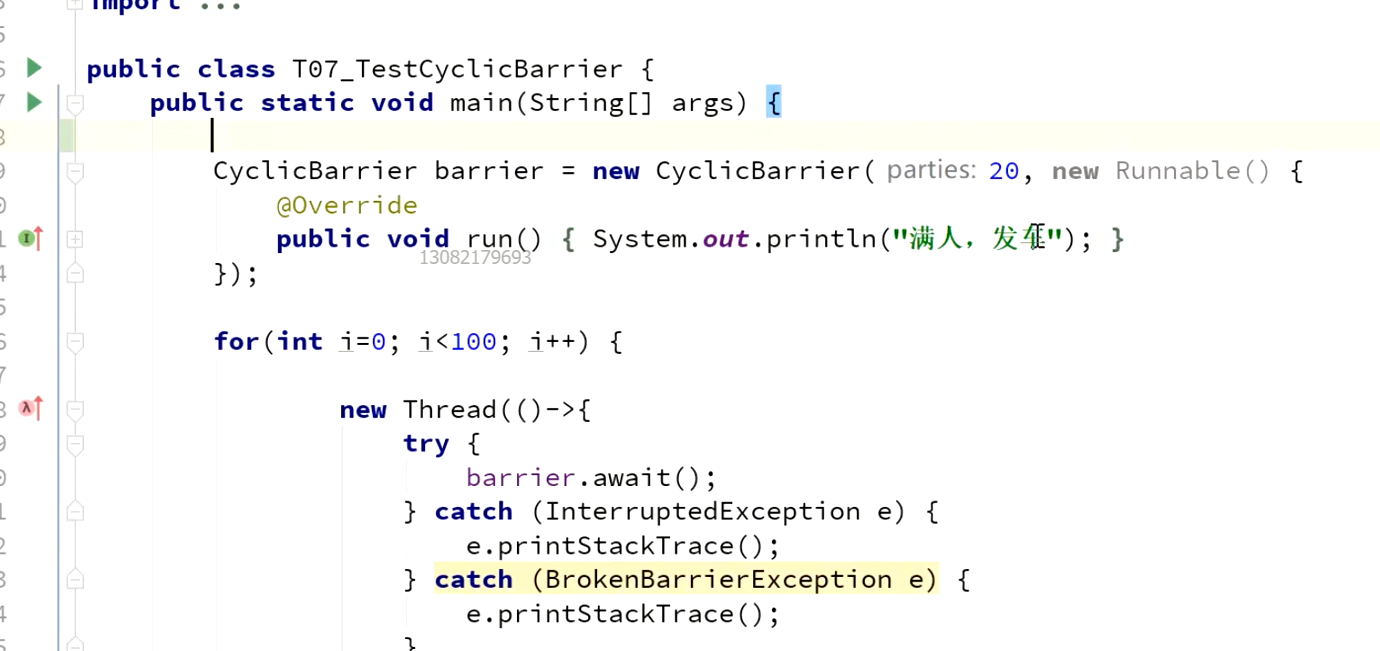 import ...
public class T07_TestCyclicBarrier {
public static void main(String[] args) {
CyclicBarrier barrier = new CyclicBarrier( parties: 20, new Runnable() {
@Override
public void run() { System.out.println("满人，发车"); }
13082179693
});
for(int i=0; i<100; i++) {
new Thread(()->{
try {
barrier.await();
} catch (InterruptedException e) {
e.printStackTrace();
} catch (BrokenBarrierException e) {
e.printStackTrace();
}